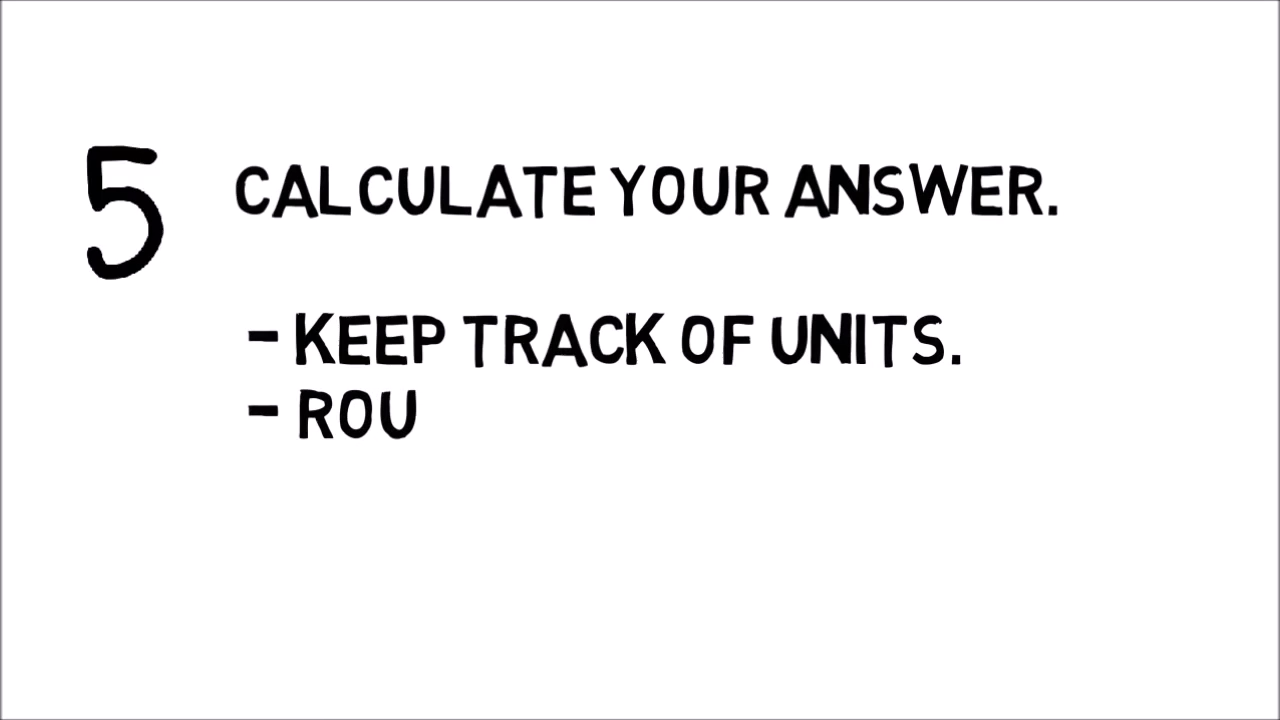 5 CALCULATE YOUR ANSWER.
- KEEP TRACK OF UNITS.
- ROU